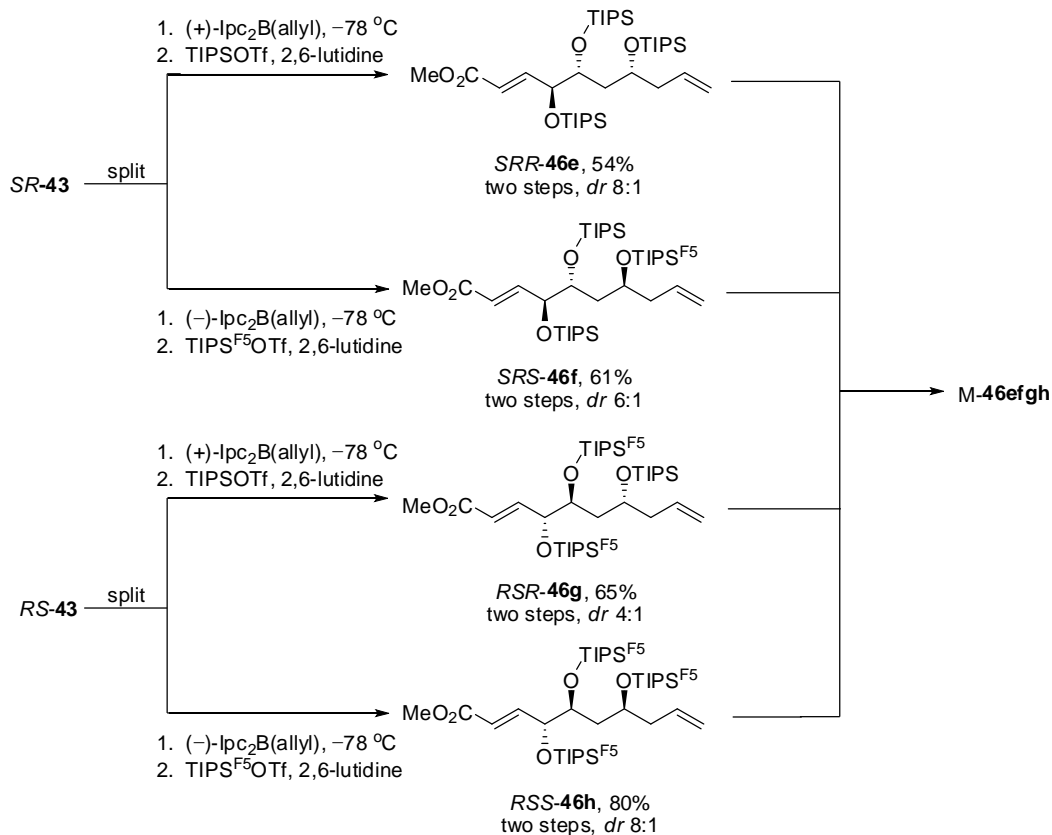 1. (+)-Ipc2B(allyl), −78 °C
2. TIPSOTf, 2,6-lutidine
TIPS
O
OTIPS
MeO2C
OTIPS
SRR-46e, 54%
two steps, dr 8:1
SR-43
split
TIPS
O
OTIPSF5
MeO2C
OTIPS
1. (−)-Ipc2B(allyl), −78 °C
2. TIPSF5OTf, 2,6-lutidine
SRS-46f, 61%
two steps, dr 6:1
M-46efgh
1. (+)-Ipc2B(allyl), −78 °C
2. TIPSOTf, 2,6-lutidine
TIPSF5
O
OTIPS
MeO2C
OTIPSF5
RSR-46g, 65%
two steps, dr 4:1
RS-43
split
TIPSF5
O
OTIPSF5
MeO2C
OTIPSF5
1. (−)-Ipc2B(allyl), −78 °C
2. TIPSF5OTf, 2,6-lutidine
RSS-46h, 80%
two steps, dr 8:1